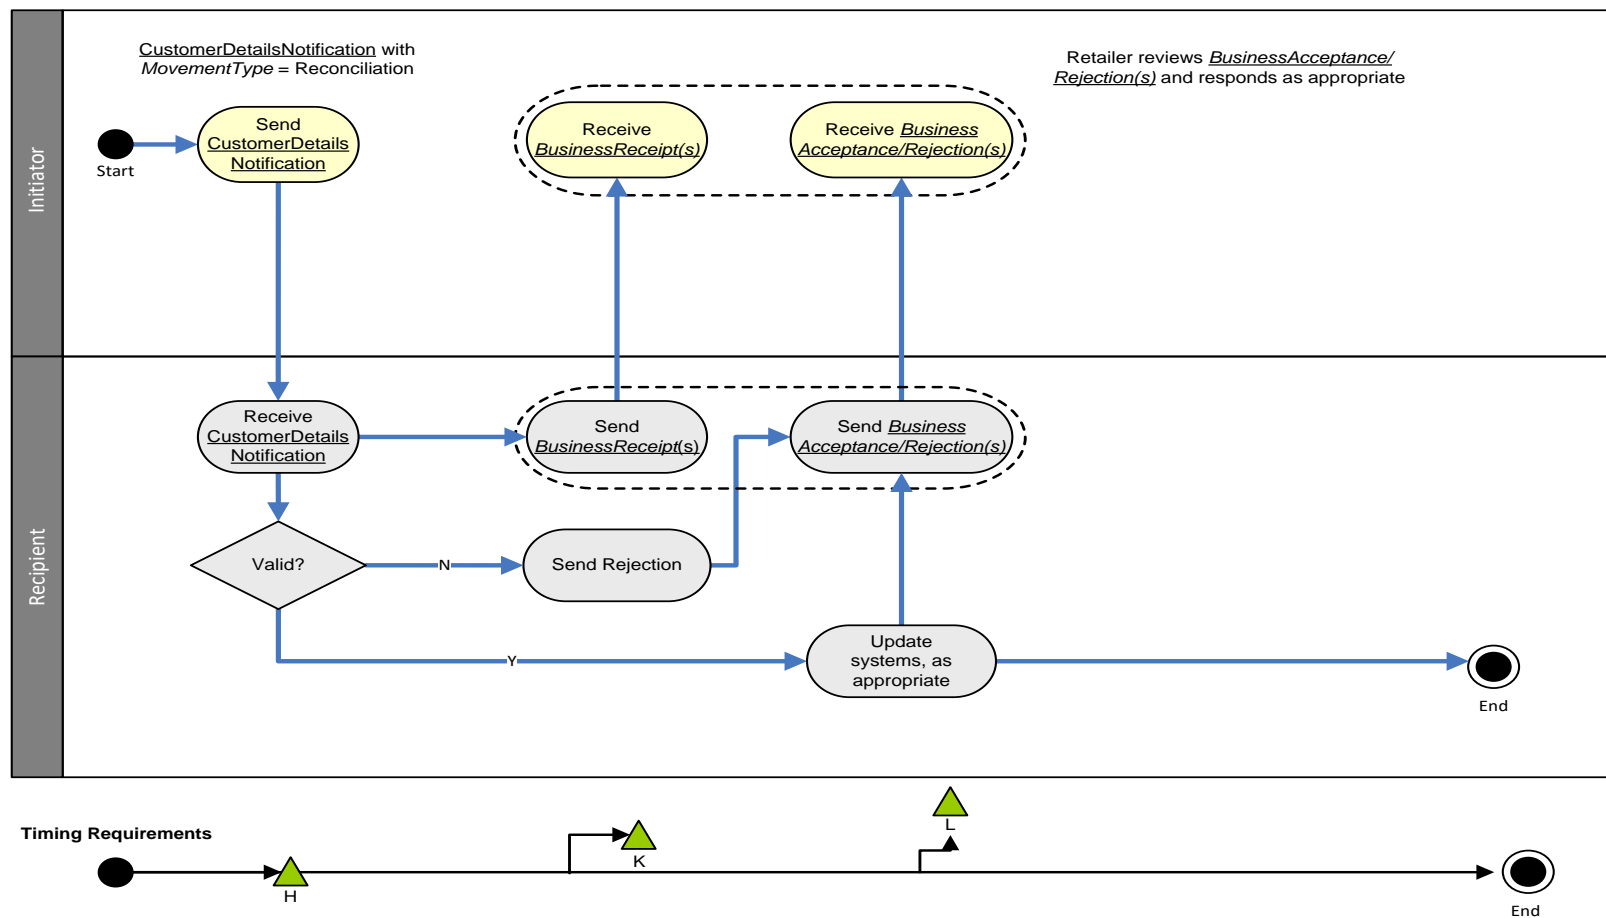 CustomerDetailsNotification with
MovementType = Reconciliation
Retailer reviews BusinessAcceptance/
Rejection(s) and responds as appropriate
Initiator
Start
Send
CustomerDetails
Notification
Receive
BusinessReceipt(s)
Receive Business
Acceptance/Rejection(s)
Recipient
Receive
CustomerDetails
Notification
Send
BusinessReceipt(s)
Send Business
Acceptance/Rejection(s)
Valid?
N
Send Rejection
Y
Update
systems, as
appropriate
End
Timing Requirements
H
K
L
End